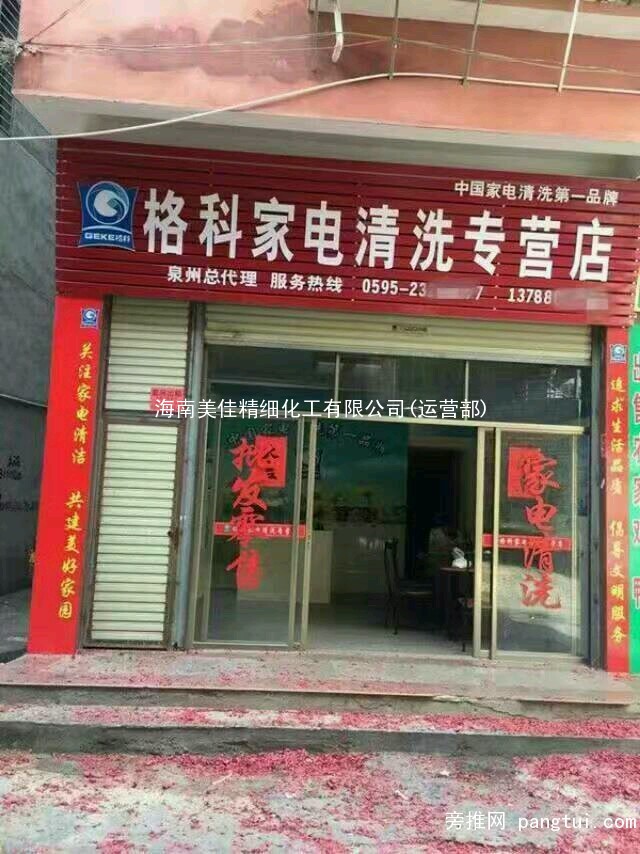 中国家电清洗第一品牌
GEKE格科
格科家电清洗专营店
泉州总代理 服务热线 0595-23 7 13788
关注家电清洁 共建美好家园
追求生活品质 倡导文明服务
海南美佳精细化工有限公司(运营部)
批发零售
家电清洗
旁推网 pangtui.com